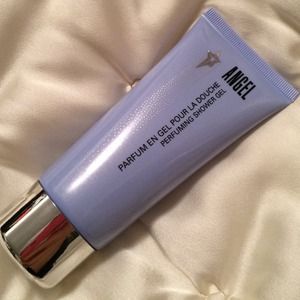 ANGEL
PARFUM EN GEL POUR LA DOUCHE
PERFUMING SHOWER GEL